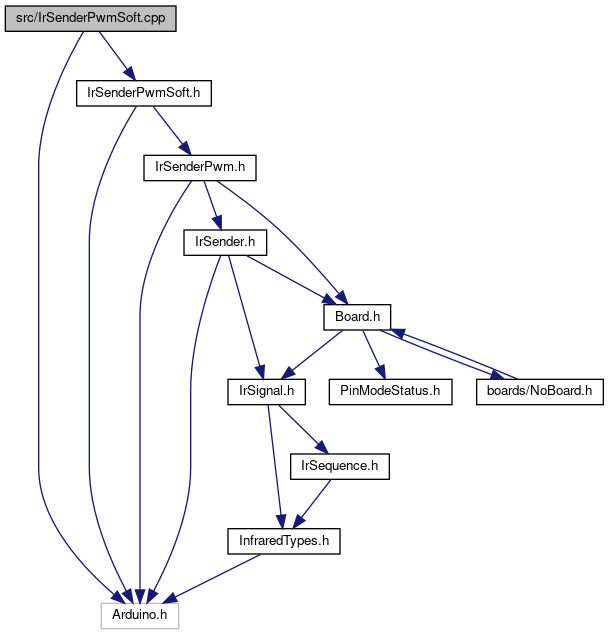 src/IrSenderPwmSoft.cpp
IrSenderPwmSoft.h
IrSenderPwm.h
IrSender.h
Board.h
IrSignal.h
PinModeStatus.h
boards/NoBoard.h
IrSequence.h
InfraredTypes.h
Arduino.h